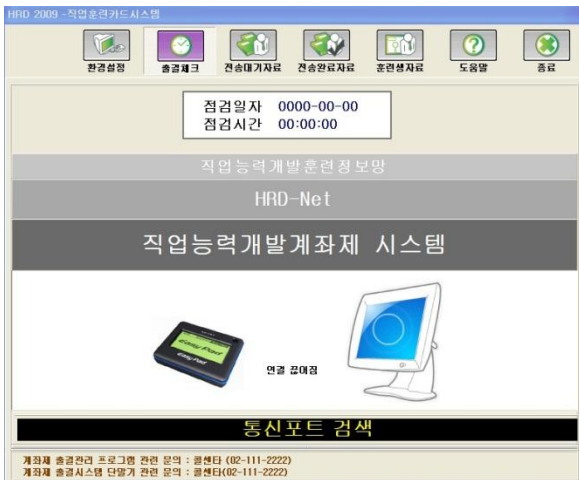 HRD 2009 -직업훈련카드시스템
환경설정 출결체크 전송대기자료 전송완료자료 훈련생자료 도움말 종료
점검일자 0000-00-00
점검시간 00:00:00
직업능력개발훈련정보망
HRD-Net
직업능력개발계좌제 시스템
Easy Pad
Easy Pad
연결 끊어짐
통신포트 검색
계좌제 출결관리 프로그램 관련 문의 : 콜센타 (02-111-2222)
계좌제 출결시스템 단말기 관련 문의 : 콜센타(02-111-2222)